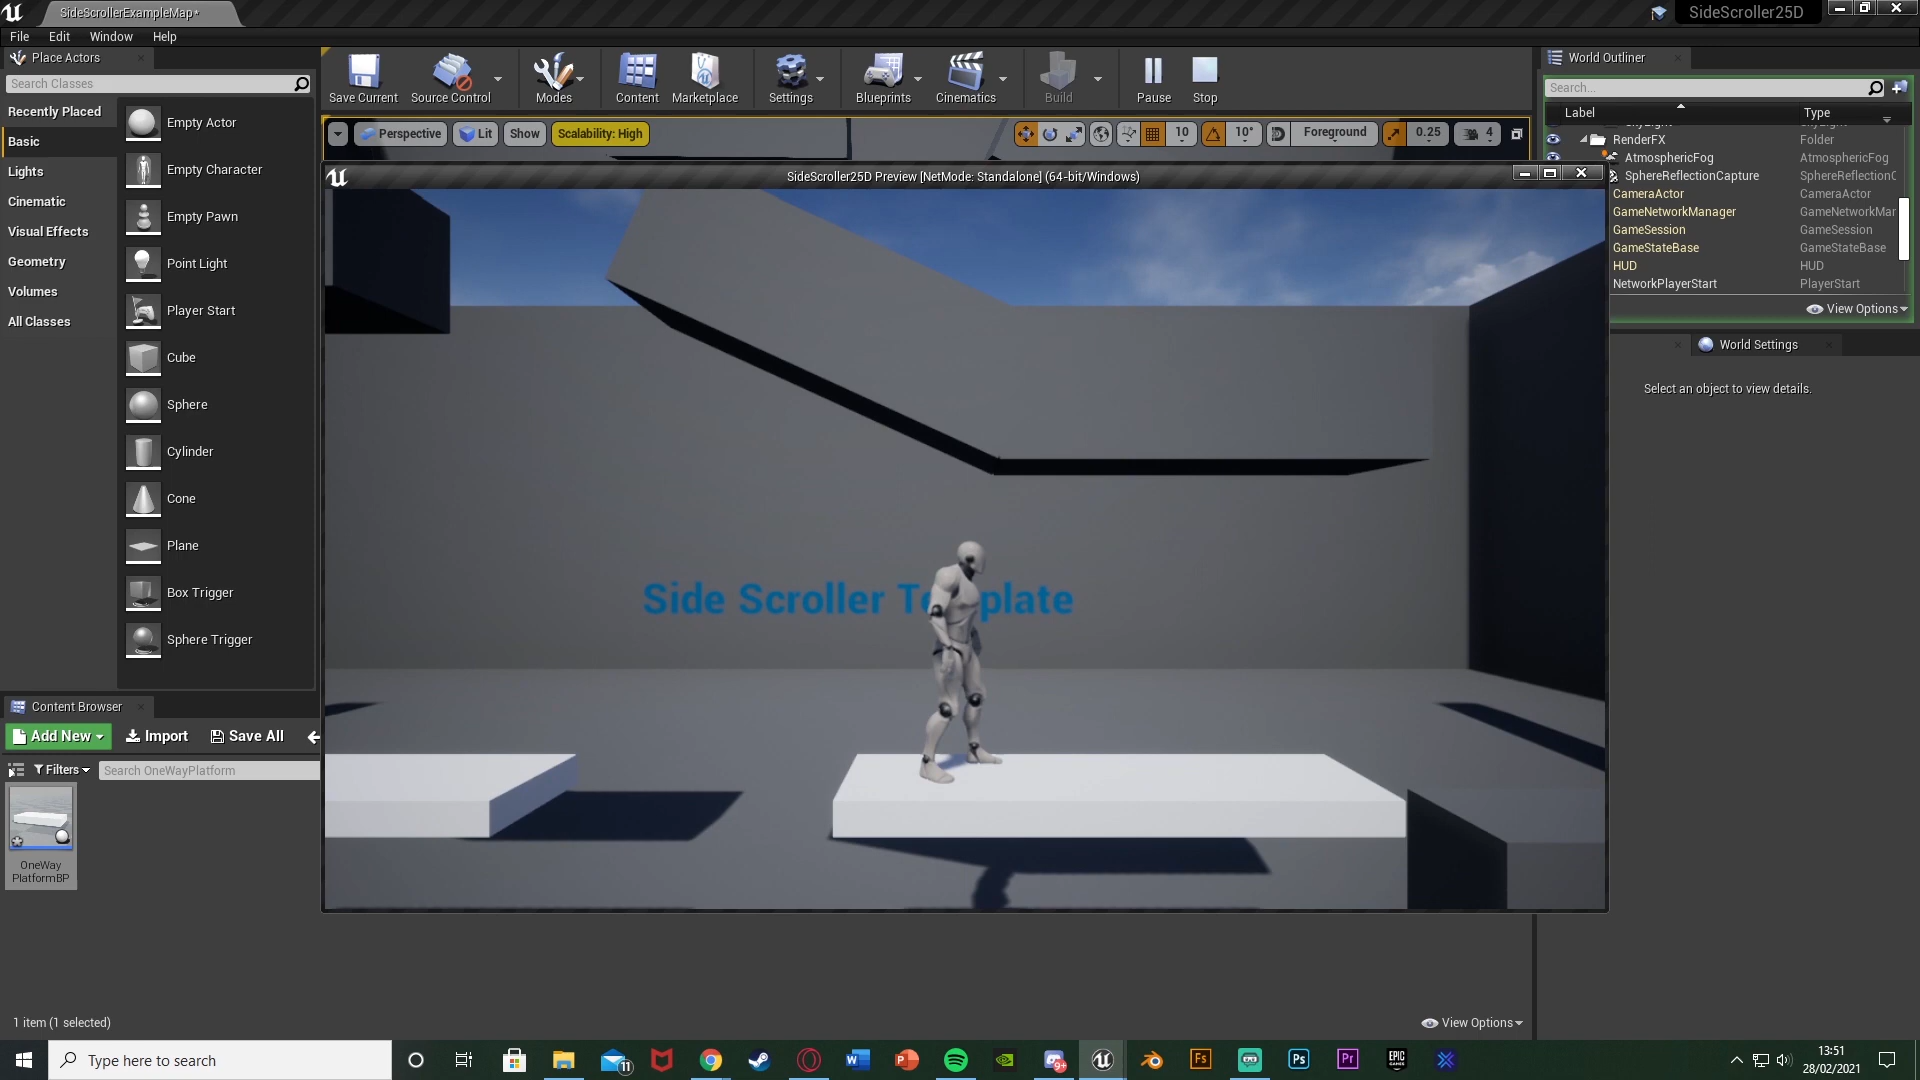 SideScrollerExampleMap*
SideScroller25D
File Edit Window Help
Place Actors
Search Classes
Recently Placed
Basic
Lights
Cinematic
Visual Effects
Geometry
Volumes
All Classes
Empty Actor
Empty Character
Empty Pawn
Point Light
Player Start
Cube
Sphere
Cylinder
Cone
Plane
Box Trigger
Sphere Trigger
Save Current
Source Control
Modes
Content
Marketplace
Settings
Blueprints
Cinematics
Build
Pause
Stop
Perspective
Lit
Show
Scalability: High
10
10°
Foreground
0.25
4
SideScroller25D Preview [NetMode: Standalone] (64-bit/Windows)
Side Scroller
World Outliner
Search...
Label Type
RenderFX Folder
AtmosphericFog AtmosphericFog
SphereReflectionCapture SphereReflectionC
CameraActor CameraActor
GameNetworkManager GameNetworkMar
GameSession GameSession
GameStateBase GameStateBase
HUD HUD
NetworkPlayerStart PlayerStart
View Options
World Settings
Select an object to view details.
Content Browser
Add New
Import
Save All
Filters
Search OneWayPlatform
OneWay
PlatformBP
1 item (1 selected)
View Options
Type here to search
11
W
P
9+
Fs
Ps
Pr
EPIC
GAMES
13:51
28/02/2021